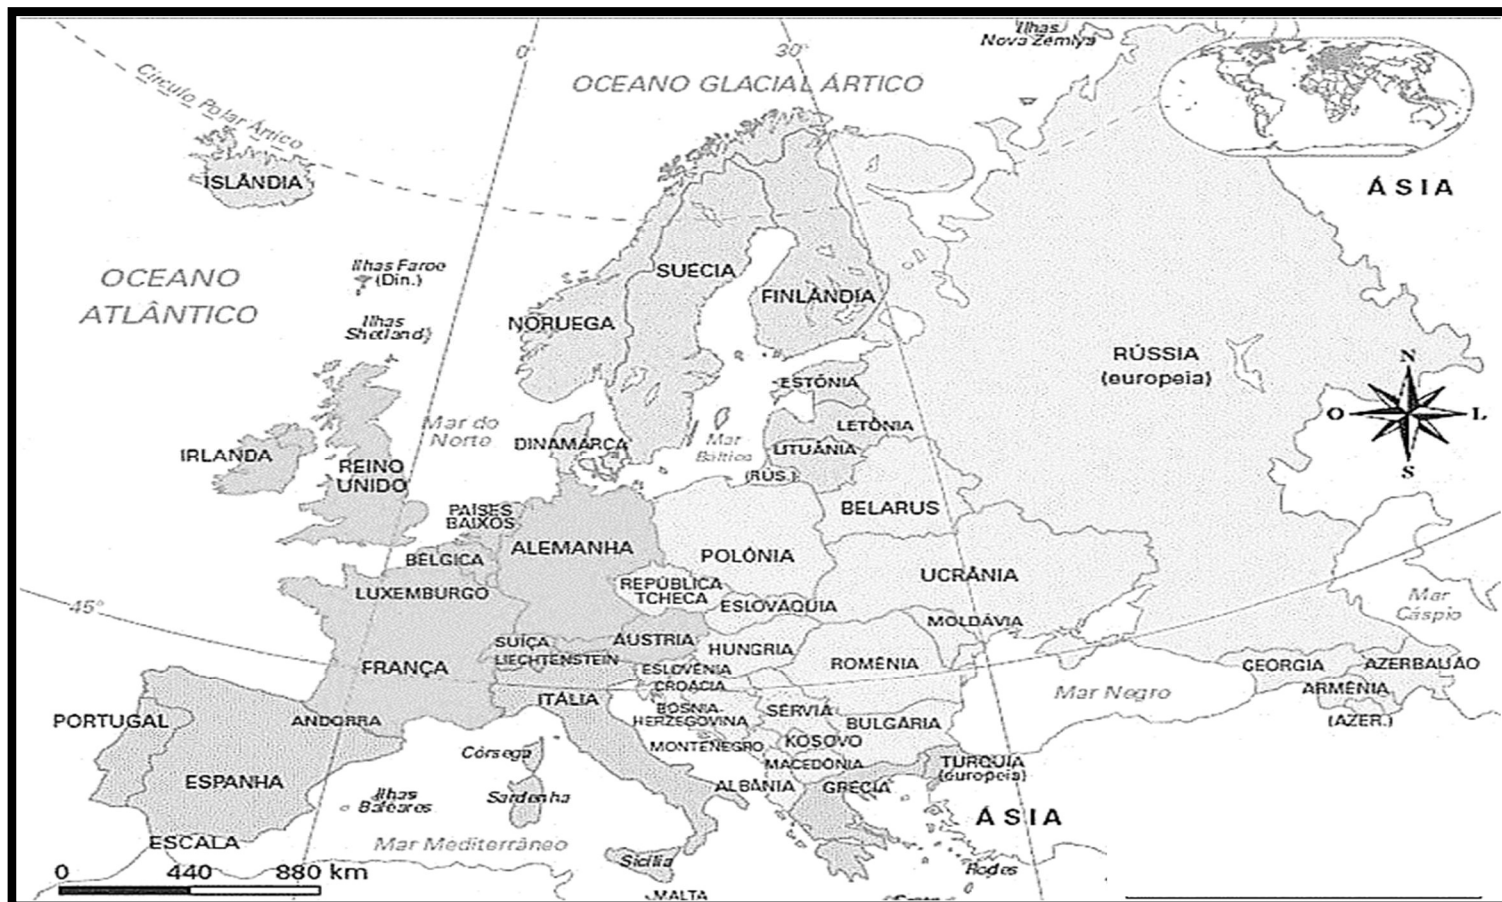 Ilhas
Nova Zemlya
0°
30°
OCEANO GLACIAL ÁRTICO
Círculo Polar Ártico
ISLÂNDIA
ÁSIA
OCEANO
ATLÂNTICO
Ilhas Faroe
(Din.)
Ilhas
Shetland
SUÉCIA
FINLÂNDIA
NORUEGA
RÚSSIA
(europeia)
N
O
L
S
ESTÔNIA
Mar do
Norte
LETÔNIA
DINAMARCA
Mar
Báltico
LITUÂNIA
(RÚS.)
IRLANDA
REINO
UNIDO
BELARUS
PAÍSES
BAIXOS
ALEMANHA
POLÔNIA
BÉLGICA
UCRÂNIA
REPÚBLICA
TCHECA
LUXEMBURGO
ESLOVÁQUIA
45°
Mar
Cáspio
MOLDÁVIA
SUÍÇA
ÁUSTRIA
HUNGRIA
LIECHTENSTEIN
ESLOVÊNIA
ROMÊNIA
FRANÇA
GEORGIA
AZERBAIJÃO
CROÁCIA
ARMÊNIA
(AZER.)
Mar Negro
ITÁLIA
BÓSNIA-
HERZEGOVINA
SÉRVIA
BULGÁRIA
PORTUGAL
ANDORRA
KOSOVO
MONTENEGRO
Córsega
MACEDÔNIA
TURQUIA
(europeia)
ESPANHA
ALBÂNIA
GRÉCIA
Ilhas
Baleares
Sardenha
ÁSIA
ESCALA
Mar Mediterrâneo
Sicília
Rodes
0 440 880 km
MALTA